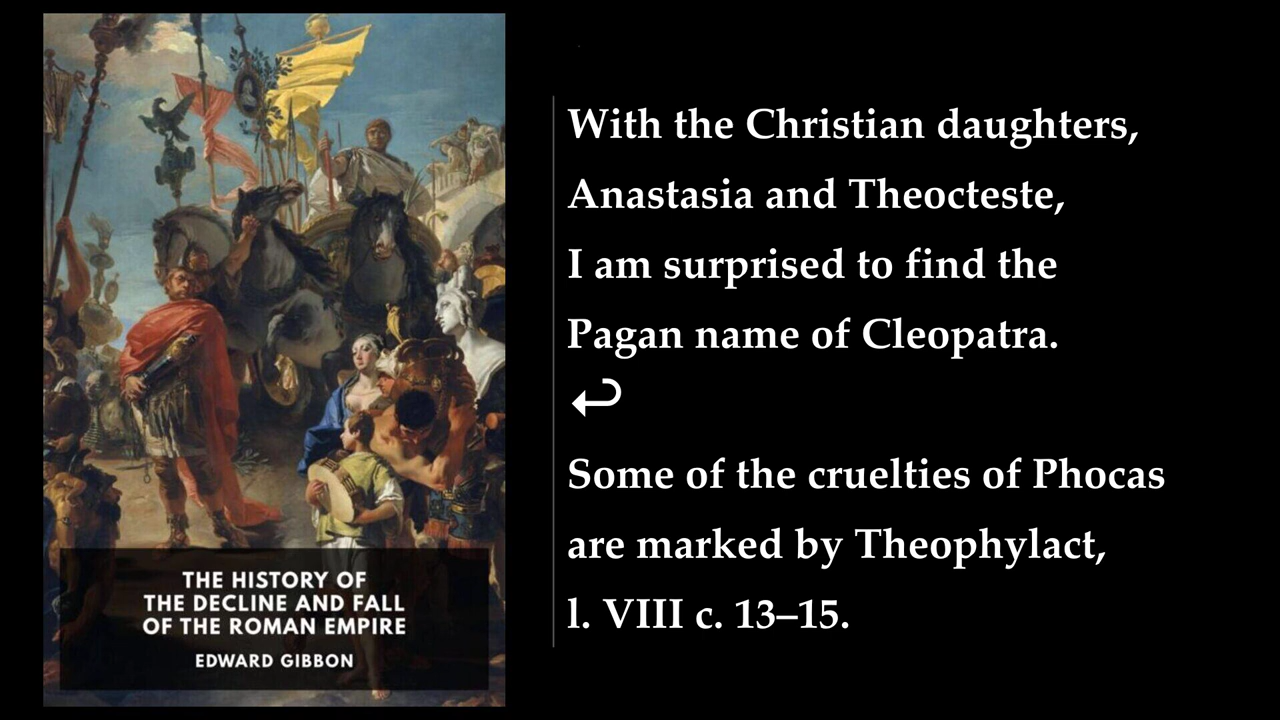 THE HISTORY OF
THE DECLINE AND FALL
OF THE ROMAN EMPIRE
EDWARD GIBBON
With the Christian daughters,
Anastasia and Theocteste,
I am surprised to find the
Pagan name of Cleopatra.
↩
Some of the cruelties of Phocas
are marked by Theophylact,
l. VIII c. 13–15.